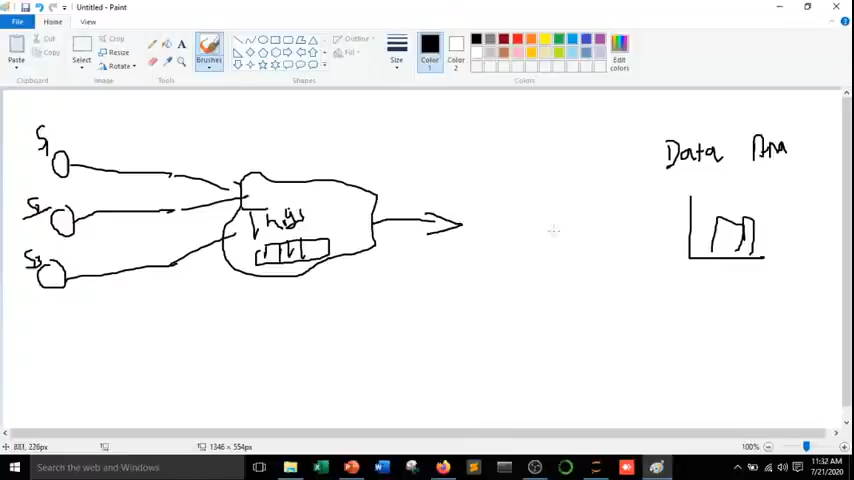 Untitled - Paint
File
Home
View
Paste
Cut
Copy
Clipboard
Select
Crop
Resize
Rotate
Image
Tools
Brushes
Outline
Fill
Shapes
Size
Color 1
Color 2
Edit colors
Colors
S1
S2
S3
Data Ana
881, 226px
1346 × 554px
100%
Search the web and Windows
11:32 AM
7/21/2020